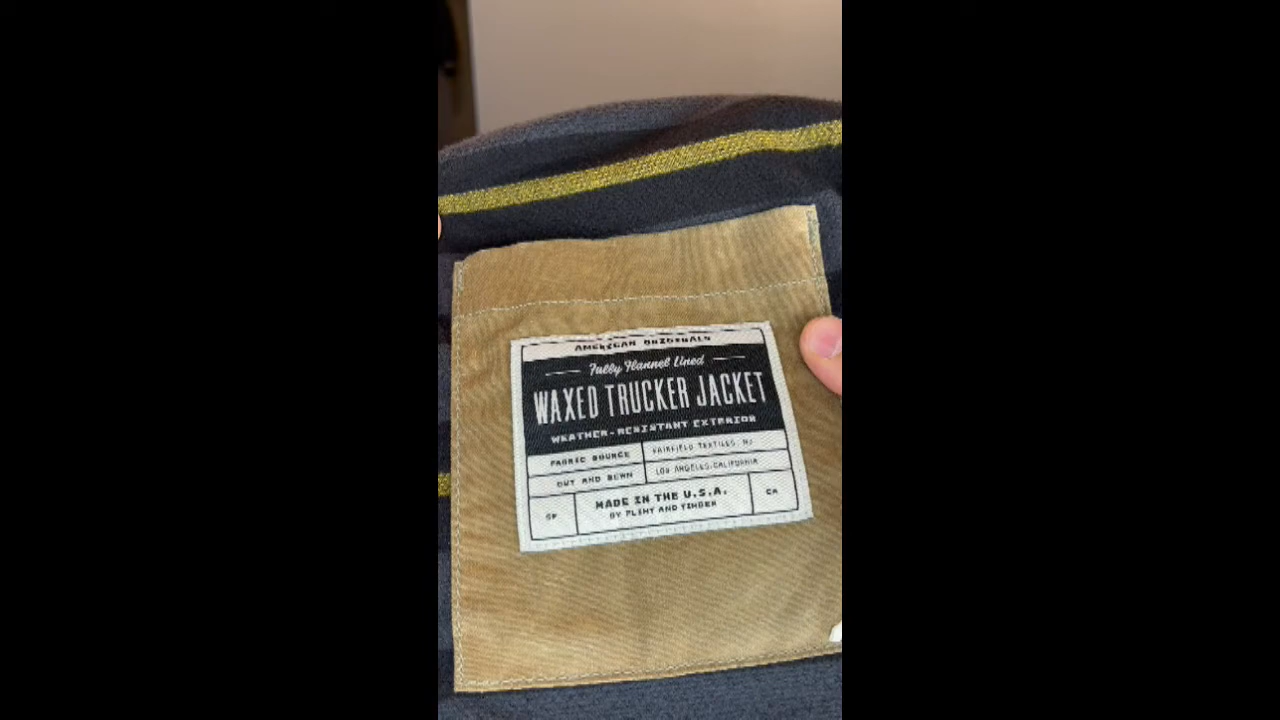 AMERICAN ORIGINALS
Fully Flannel Lined
WAXED TRUCKER JACKET
WEATHER-RESISTANT EXTERIOR
FABRIC SOURCE
FAIRFIELD TEXTILES, NJ
CUT AND SEWN
LOS ANGELES, CALIFORNIA
SF
MADE IN THE U.S.A.
BY FLINT AND TINDER
CA